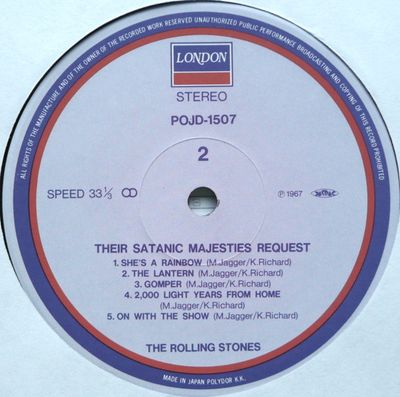 ALL RIGHTS OF THE MANUFACTURE AND OF THE OWNER OF THE RECORDED WORK RESERVED UNAUTHORIZED PUBLIC PERFORMANCE BROADCASTING AND COPYING OF THIS RECORD PROHIBITED
LONDON
STEREO
POJD-1507
2
SPEED 33⅓
℗ 1967
THEIR SATANIC MAJESTIES REQUEST
1. SHE'S A RAINBOW (M.Jagger/K.Richard)
2. THE LANTERN (M.Jagger/K.Richard)
3. GOMPER (M.Jagger/K.Richard)
4. 2,000 LIGHT YEARS FROM HOME
(M.Jagger/K.Richard)
5. ON WITH THE SHOW (M.Jagger/K.Richard)
THE ROLLING STONES
MADE IN JAPAN POLYDOR K.K.